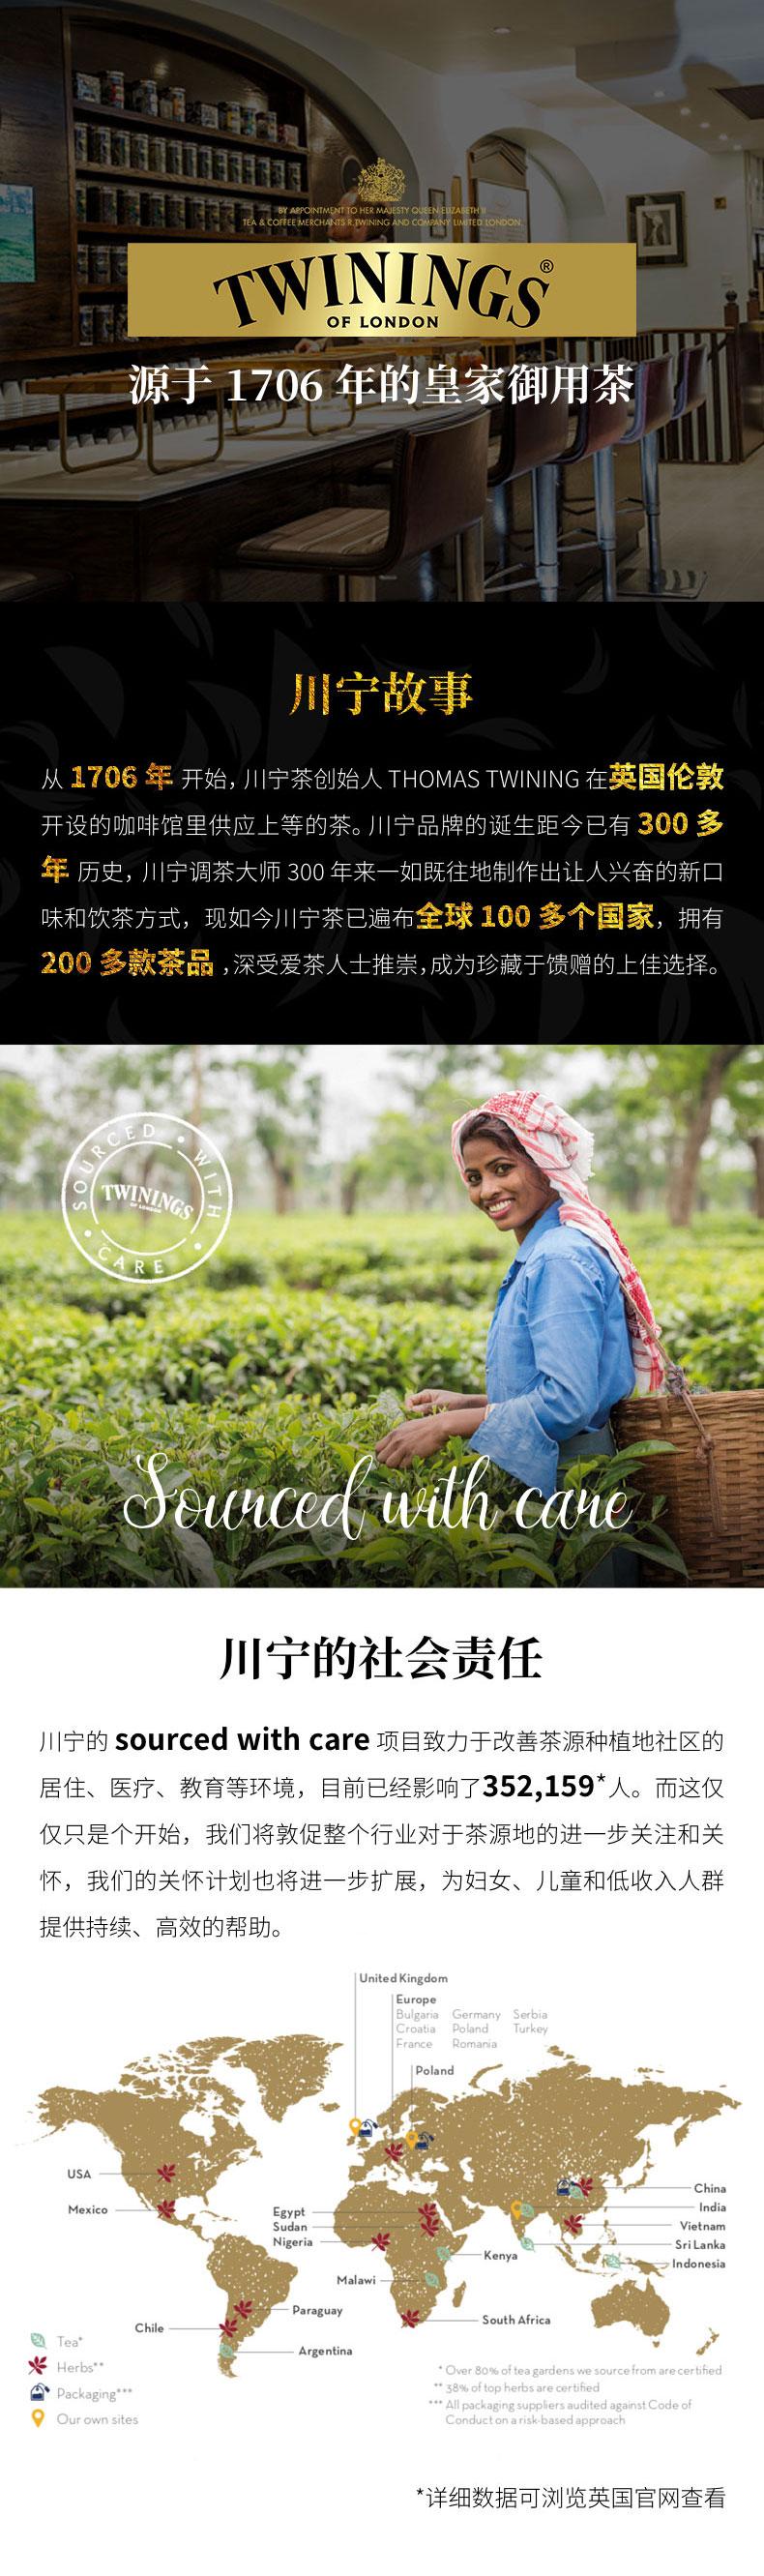 BY APPOINTMENT TO HER MAJESTY QUEEN ELIZABETH II
TEA & COFFEE MERCHANTS R.TWINING AND COMPANY LIMITED LONDON.
TWININGS®
OF LONDON
源于 1706 年的皇家御用茶
川宁故事
从 1706 年 开始，川宁茶创始人 THOMAS TWINING 在英国伦敦
开设的咖啡馆里供应上等的茶。川宁品牌的诞生距今已有 300 多
年 历史，川宁调茶大师 300 年来一如既往地制作出让人兴奋的新口
味和饮茶方式，现如今川宁茶已遍布全球 100 多个国家，拥有
200 多款茶品 ，深受爱茶人士推崇，成为珍藏于馈赠的上佳选择。
SOURCED • WITH • CARE •
TWININGS
OF LONDON
Sourced with care
川宁的社会责任
川宁的 sourced with care 项目致力于改善茶源种植地社区的
居住、医疗、教育等环境，目前已经影响了352,159*人。而这仅
仅只是个开始，我们将敦促整个行业对于茶源地的进一步关注和关
怀，我们的关怀计划也将进一步扩展，为妇女、儿童和低收入人群
提供持续、高效的帮助。
United Kingdom
Europe
Bulgaria Germany Serbia
Croatia Poland Turkey
France Romania
Poland
USA
Mexico
Egypt
Sudan
Nigeria
Malawi
Kenya
China
India
Vietnam
Sri Lanka
Indonesia
Paraguay
Chile
Argentina
South Africa
Tea*
Herbs**
Packaging***
Our own sites
* Over 80% of tea gardens we source from are certified
** 38% of top herbs are certified
*** All packaging suppliers audited against Code of
Conduct on a risk-based approach
*详细数据可浏览英国官网查看